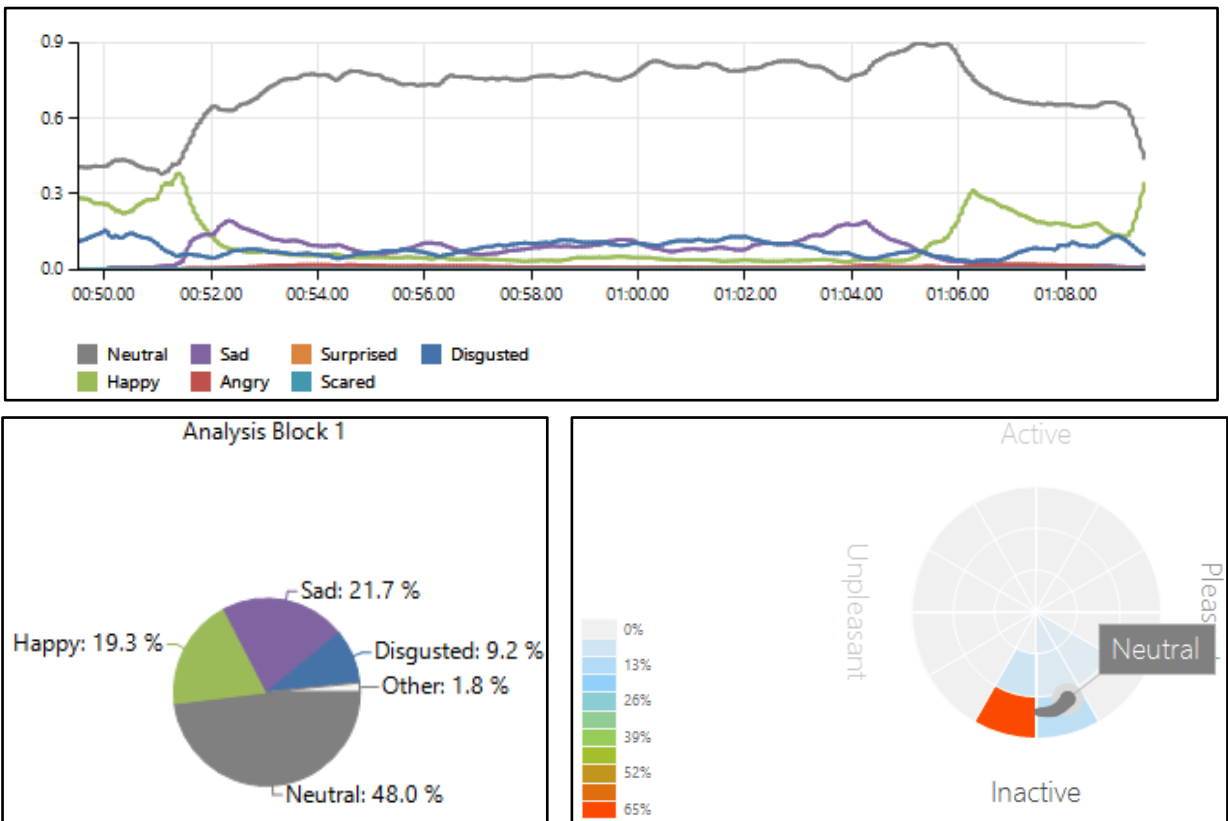 0.9
0.6
0.3
0.0
00:50.00 00:52.00 00:54.00 00:56.00 00:58.00 01:00.00 01:02.00 01:04.00 01:06.00 01:08.00
Neutral Sad Surprised Disgusted
Happy Angry Scared
Analysis Block 1
Sad: 21.7 %
Happy: 19.3 %
Disgusted: 9.2 %
Other: 1.8 %
Neutral: 48.0 %
Active
Unpleasant
Pleas
Neutral
0%
13%
26%
39%
52%
65%
Inactive